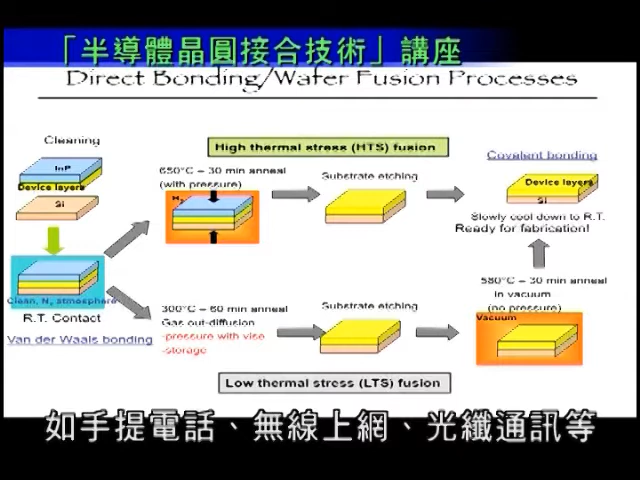 「半導體晶圓接合技術」講座
Direct Bonding/Wafer Fusion Processes
Cleaning
InP
Device layers
Si
Clean, N₂ atmosphere
R.T. Contact
Van der Waals bonding
High thermal stress (HTS) fusion
650°C – 30 min anneal
(with pressure)
H₂
Substrate etching
Covalent bonding
Device layers
Si
Slowly cool down to R.T.
Ready for fabrication!
300°C – 60 min anneal
Gas out-diffusion
-pressure with vise
-storage
Substrate etching
580°C – 30 min anneal
in vacuum
(no pressure)
Vacuum
Low thermal stress (LTS) fusion
如手提電話、無線上網、光纖通訊等